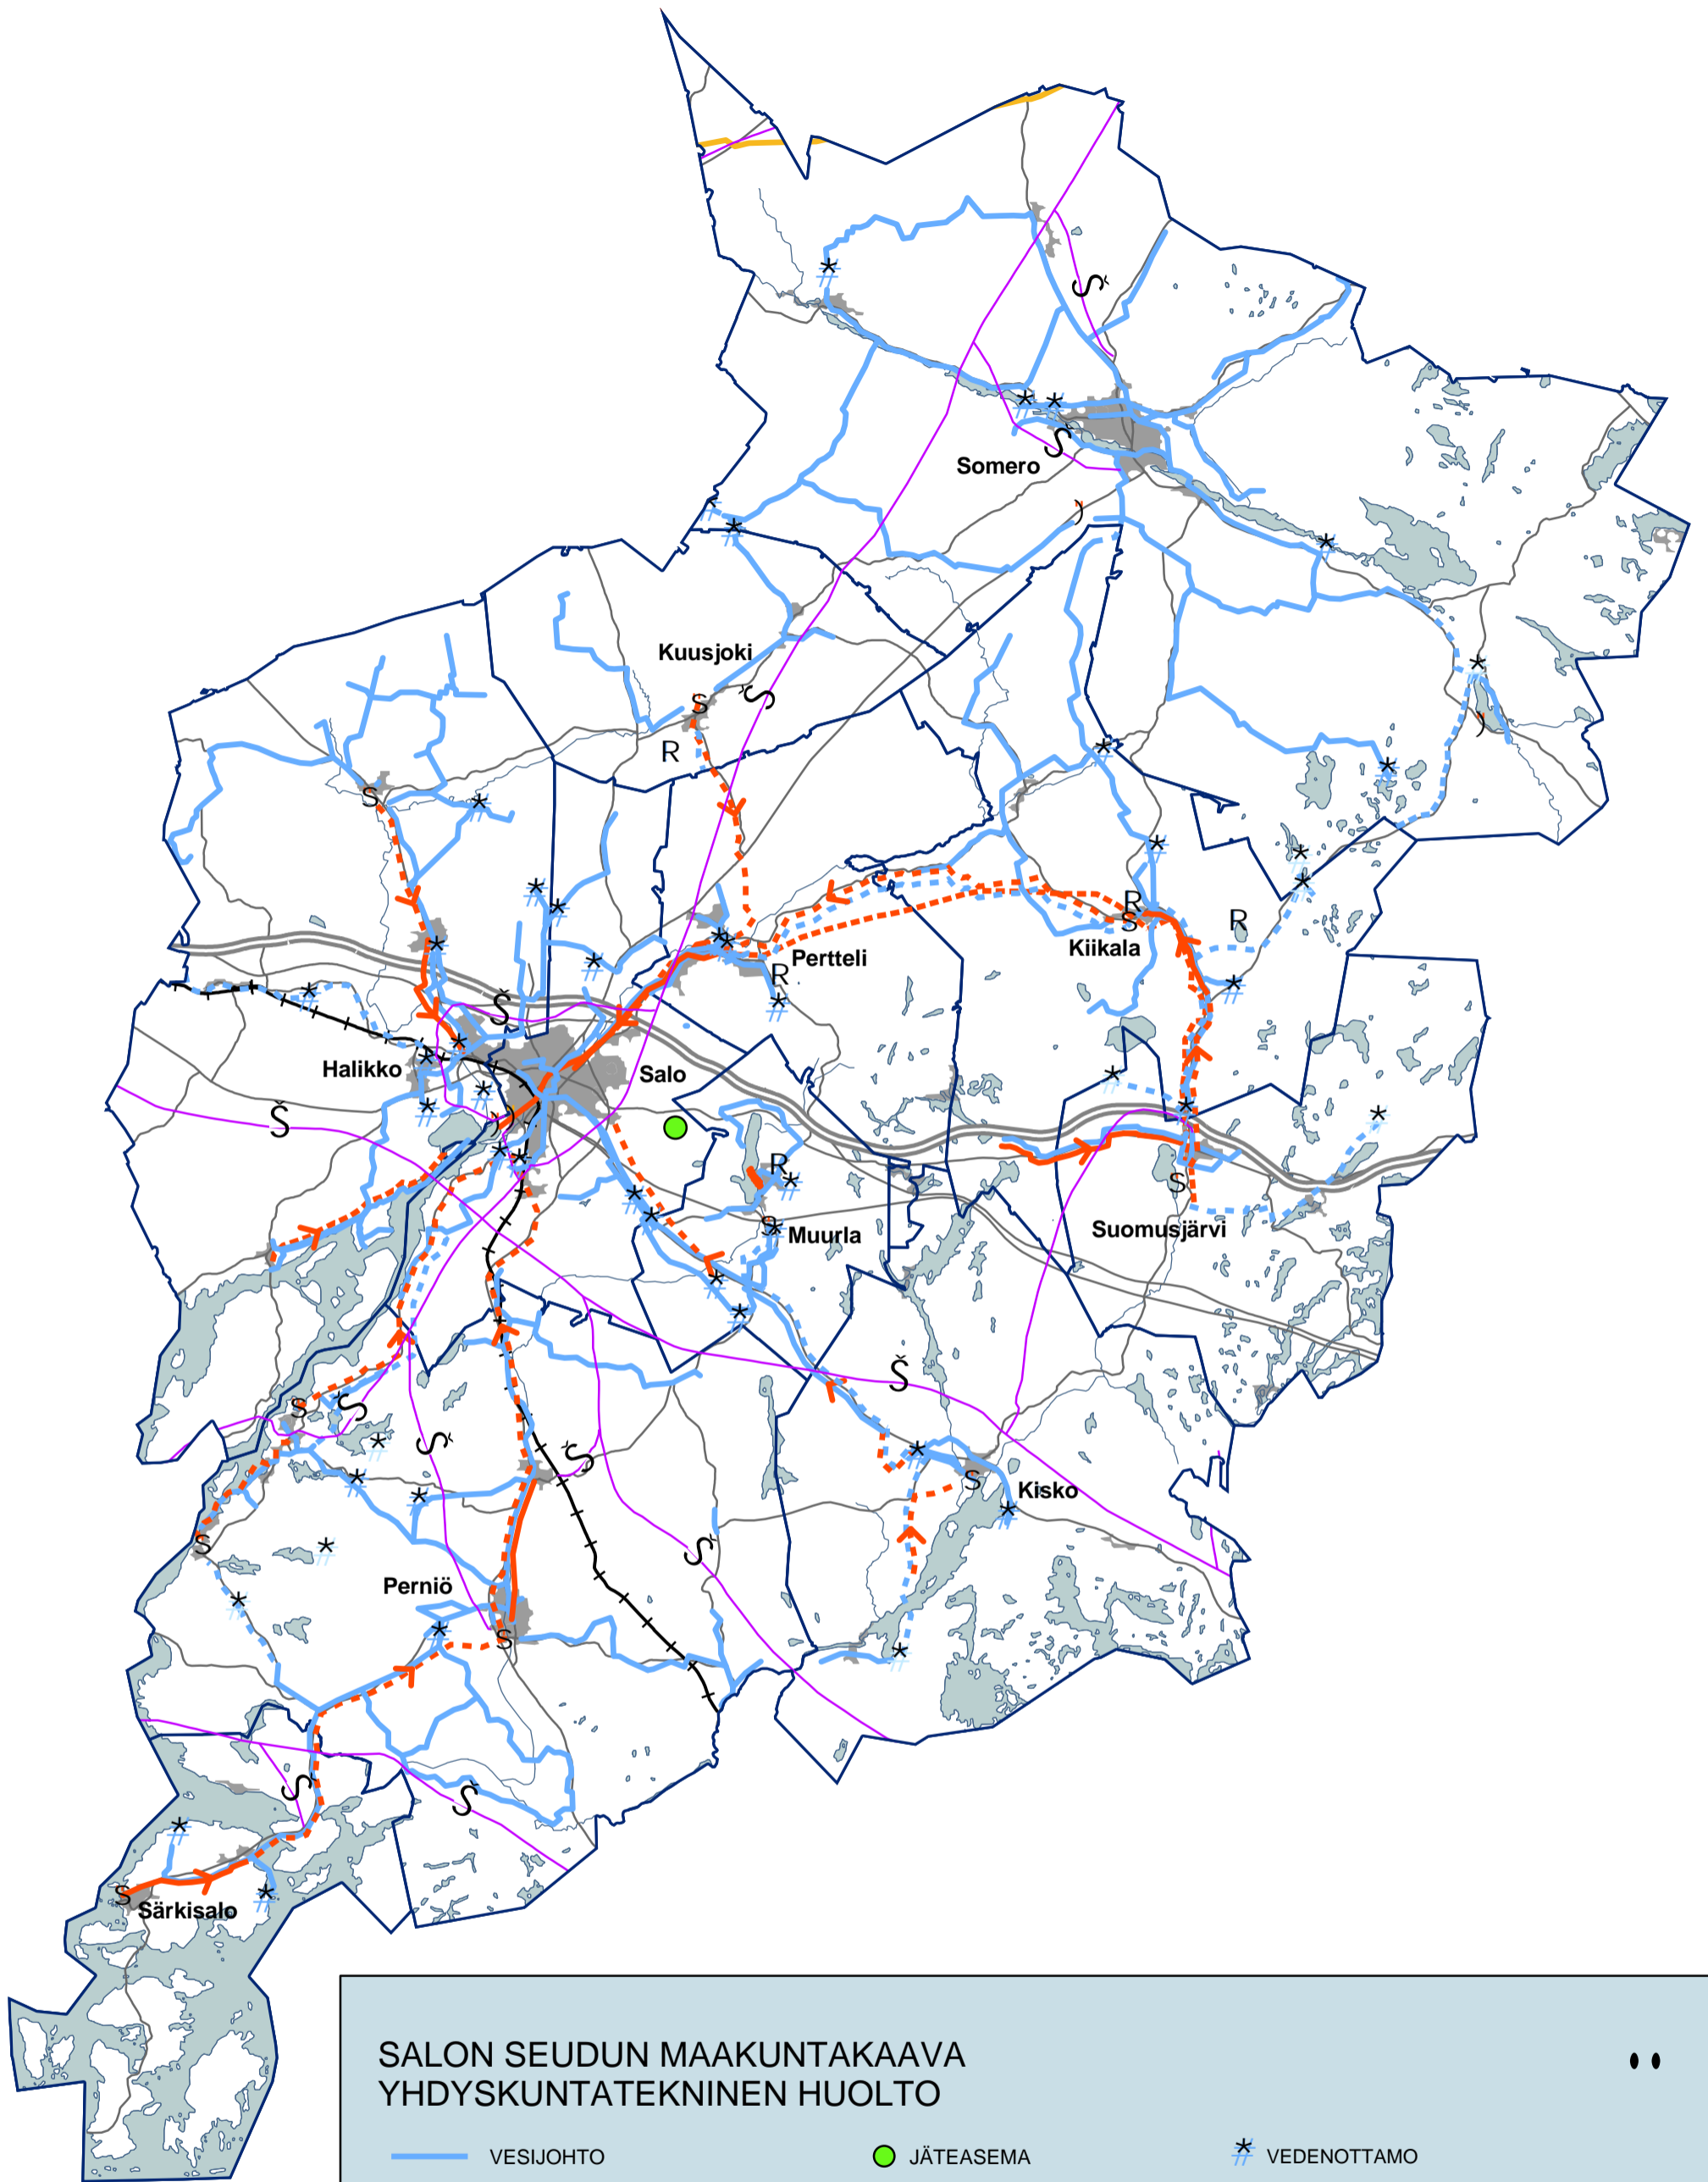 Somero
Kuusjoki
Pertteli
Kiikala
Halikko
Salo
Muurla
Suomusjärvi
Kisko
Perniö
Särkisalo
SALON SEUDUN MAAKUNTAKAAVA
YHDYSKUNTATEKNINEN HUOLTO
VESIJOHTO
JÄTEASEMA
VEDENOTTAMO